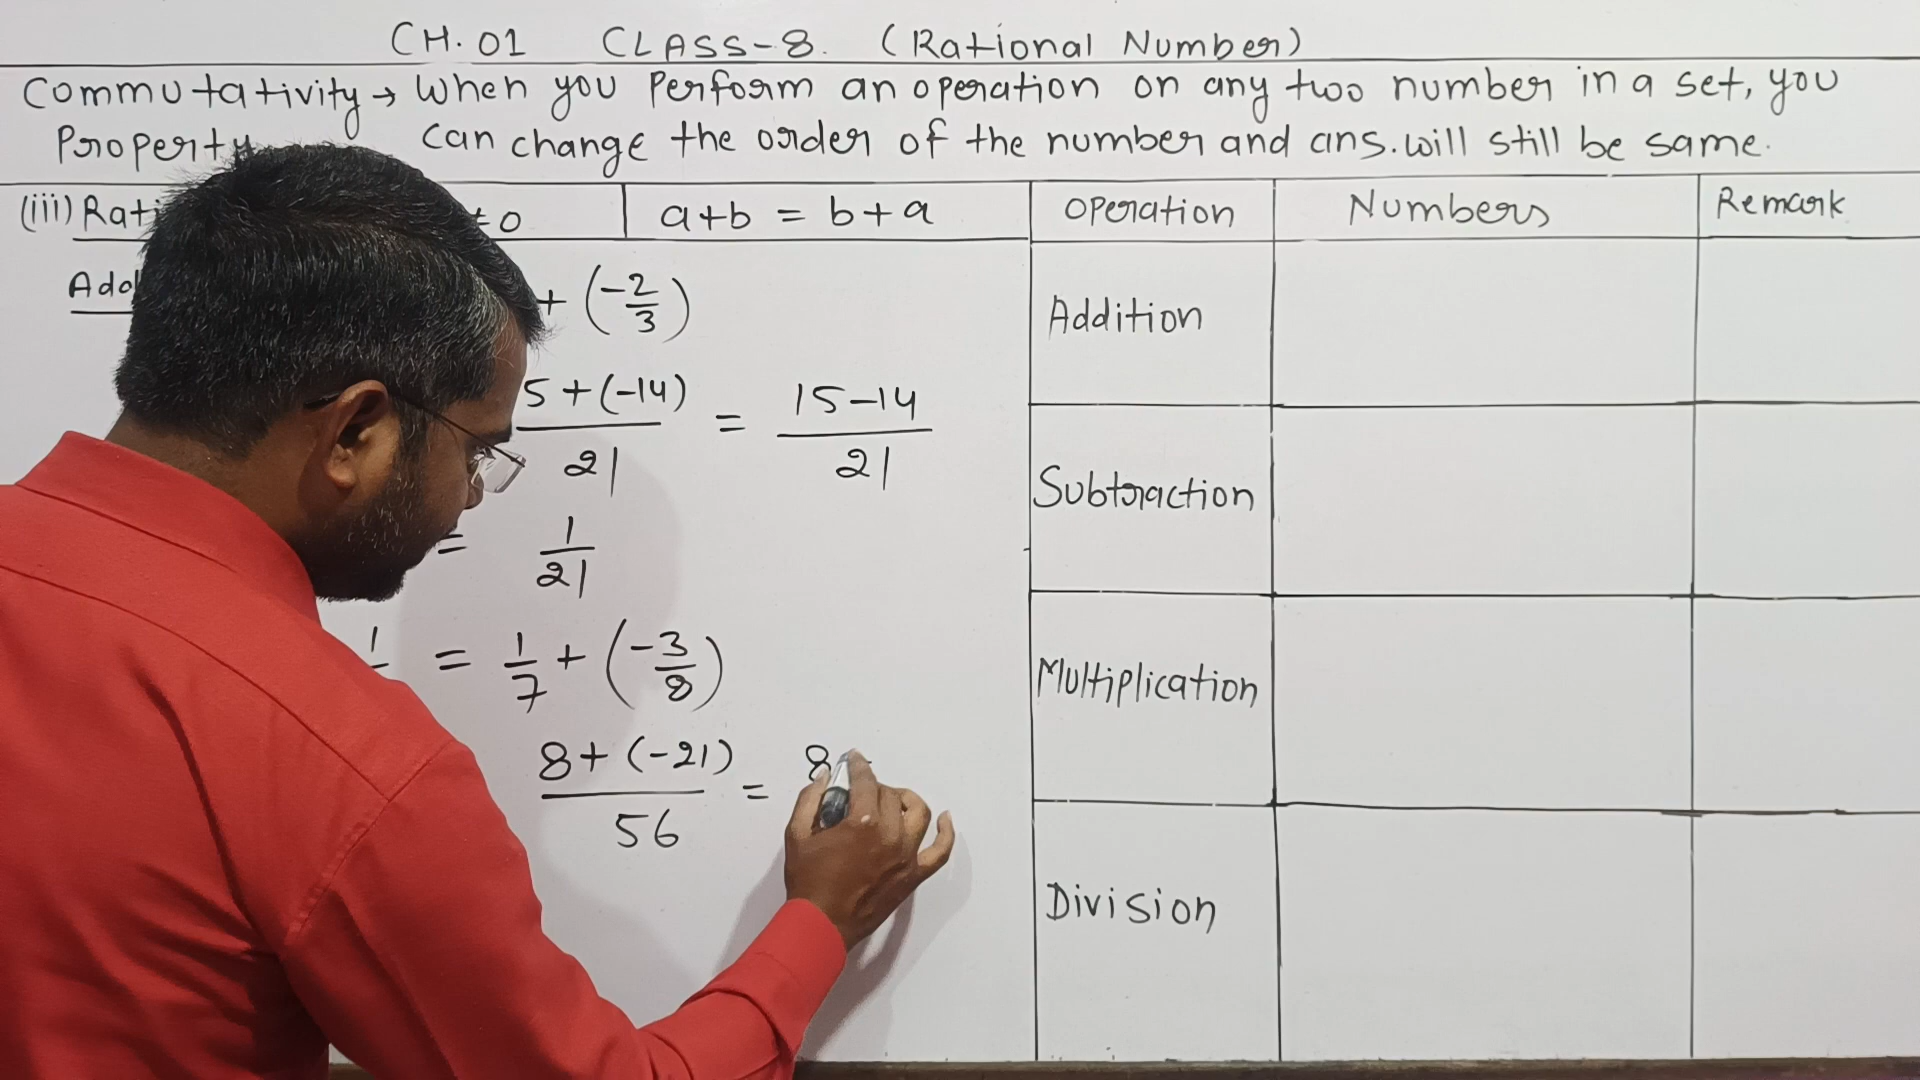 CH.01 CLASS-8. (Rational Number)
Commutativity → When you Perform an operation on any two number in a set, you
Property can change the order of the number and ans. will still be same.
(iii) ≠ 0 a+b = b+a
Operation Numbers Remark
+ (-2/3)
5+(-14)/21 = 15-14/21
= 1/21
1 = 1/7 + (-3/8)
8+(-21)/56 = 8
Addition
Subtraction
Multiplication
Division